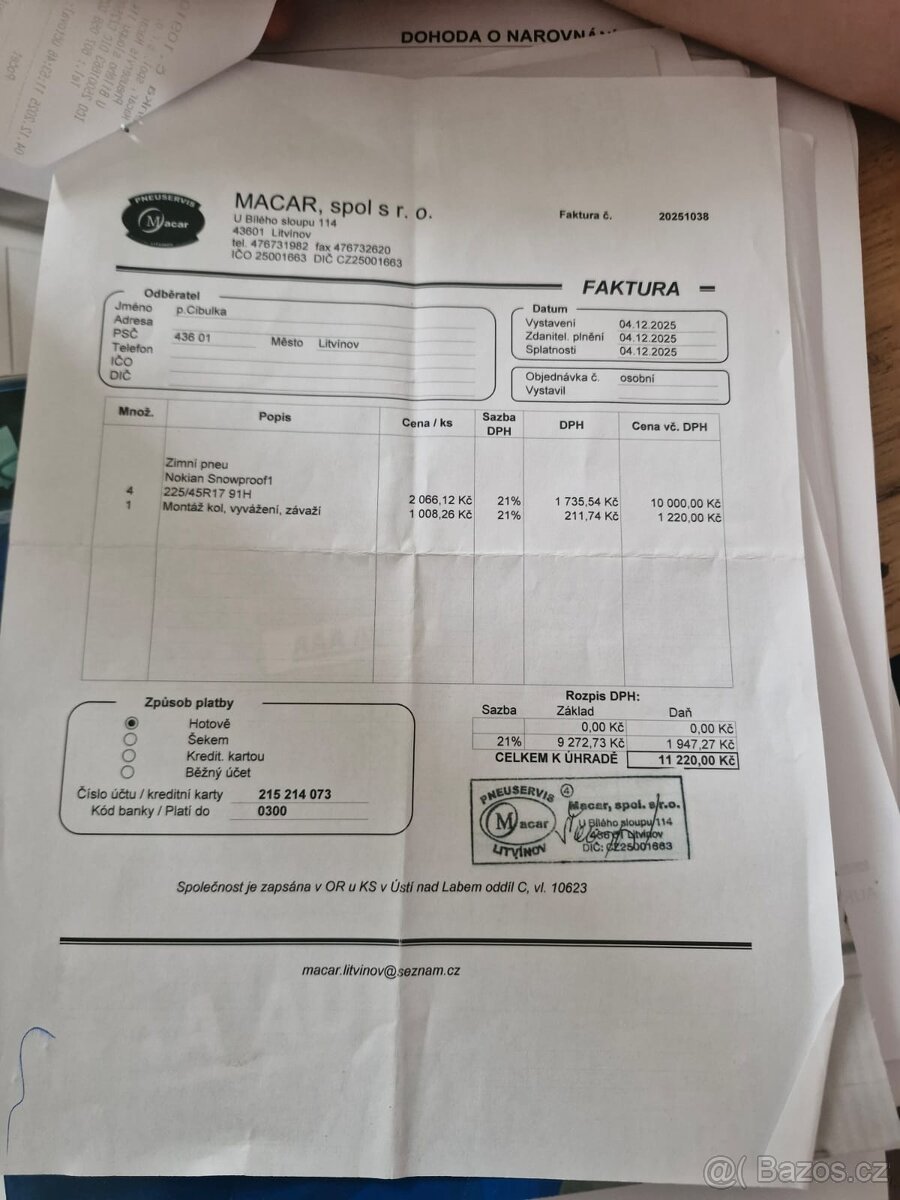 DOHODA O NAROVNÁNÍ
04.12.2025
PNEUSERVIS
Macar
LITVÍNOV
MACAR, spol s r. o.
U Bílého sloupu 114
43601 Litvínov
tel. 476731982 fax 476732620
IČO 25001663 DIČ CZ25001663
Faktura č. 20251038
FAKTURA
Odběratel
Jméno p.Cibulka
Adresa
PSČ 436 01 Město Litvínov
Telefon
IČO
DIČ
Datum
Vystavení 04.12.2025
Zdanitel. plnění 04.12.2025
Splatnosti 04.12.2025
Objednávka č. osobní
Vystavil
Množ. Popis Cena / ks Sazba DPH DPH Cena vč. DPH
Zimní pneu
Nokian Snowproof1
4 225/45R17 91H 2 066,12 Kč 21% 1 735,54 Kč 10 000,00 Kč
1 Montáž kol, vyvážení, závaží 1 008,26 Kč 21% 211,74 Kč 1 220,00 Kč
Způsob platby
Hotově
Šekem
Kredit. kartou
Běžný účet
Číslo účtu / kreditní karty 215 214 073
Kód banky / Platí do 0300
Rozpis DPH:
Sazba Základ Daň
0,00 Kč 0,00 Kč
21% 9 272,73 Kč 1 947,27 Kč
CELKEM K ÚHRADĚ 11 220,00 Kč
PNEUSERVIS
Macar
LITVÍNOV
4
Macar, spol. s r.o.
U Bílého sloupu 114
436 01 Litvínov
DIČ: CZ25001663
Společnost je zapsána v OR u KS v Ústí nad Labem oddíl C, vl. 10623
macar.litvinov@seznam.cz
@( Bazos.cz